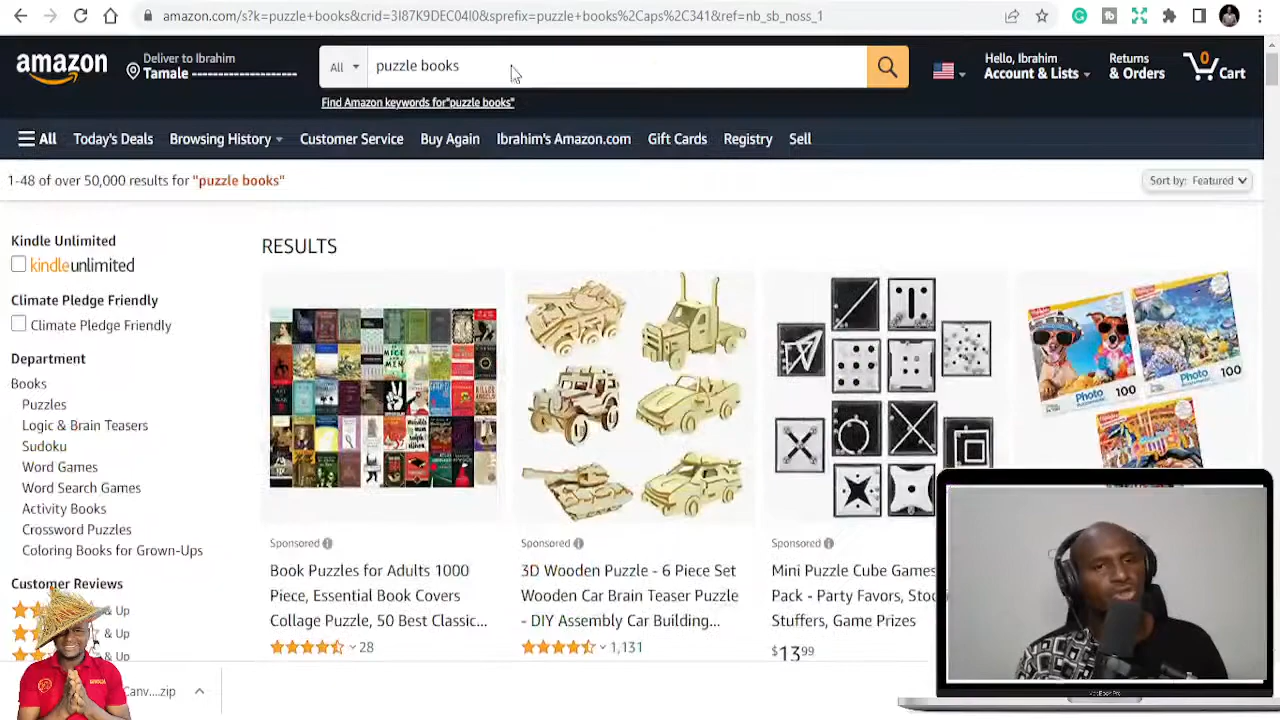 amazon.com/s?k=puzzle+books&crid=3I87K9DEC04I0&sprefix=puzzle+books%2Caps%2C341&ref=nb_sb_noss_1
amazon
Deliver to Ibrahim
Tamale
All
puzzle books
Find Amazon keywords for"puzzle books"
Hello, Ibrahim
Account & Lists
Returns
& Orders
0
Cart
All
Today's Deals
Browsing History
Customer Service
Buy Again
Ibrahim's Amazon.com
Gift Cards
Registry
Sell
1-48 of over 50,000 results for "puzzle books"
Sort by: Featured
Kindle Unlimited
kindleunlimited
Climate Pledge Friendly
Climate Pledge Friendly
Department
Books
Puzzles
Logic & Brain Teasers
Sudoku
Word Games
Word Search Games
Activity Books
Crossword Puzzles
Coloring Books for Grown-Ups
Customer Reviews
& Up
& Up
& Up
RESULTS
Sponsored
Book Puzzles for Adults 1000
Piece, Essential Book Covers
Collage Puzzle, 50 Best Classic...
28
Sponsored
3D Wooden Puzzle - 6 Piece Set
Wooden Car Brain Teaser Puzzle
- DIY Assembly Car Building...
1,131
Sponsored
Mini Puzzle Cube Games
Pack - Party Favors, Stoc
Stuffers, Game Prizes
$13⁹⁹
Photo
100
Photo
100
Canv....zip
MacBook Pro